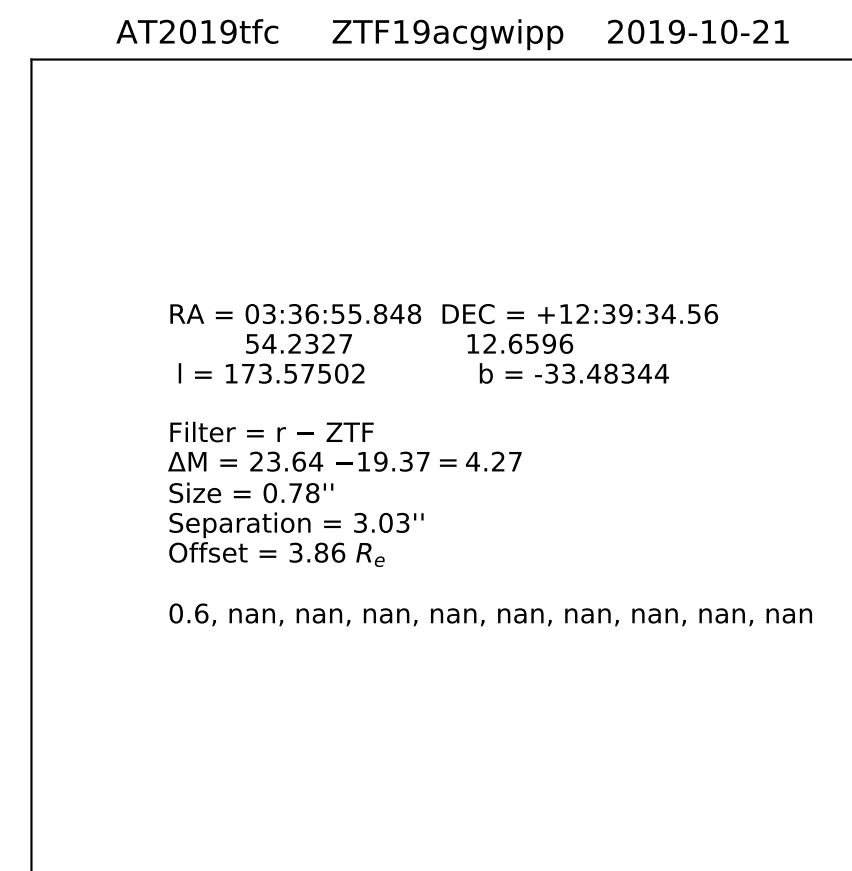 AT2019tfc ZTF19acgwipp 2019-10-21
RA = 03:36:55.848 DEC = +12:39:34.56
54.2327 12.6596
l = 173.57502 b = -33.48344
Filter = r − ZTF
ΔM = 23.64 −19.37 = 4.27
Size = 0.78''
Separation = 3.03''
Offset = 3.86 Re
0.6, nan, nan, nan, nan, nan, nan, nan, nan, nan